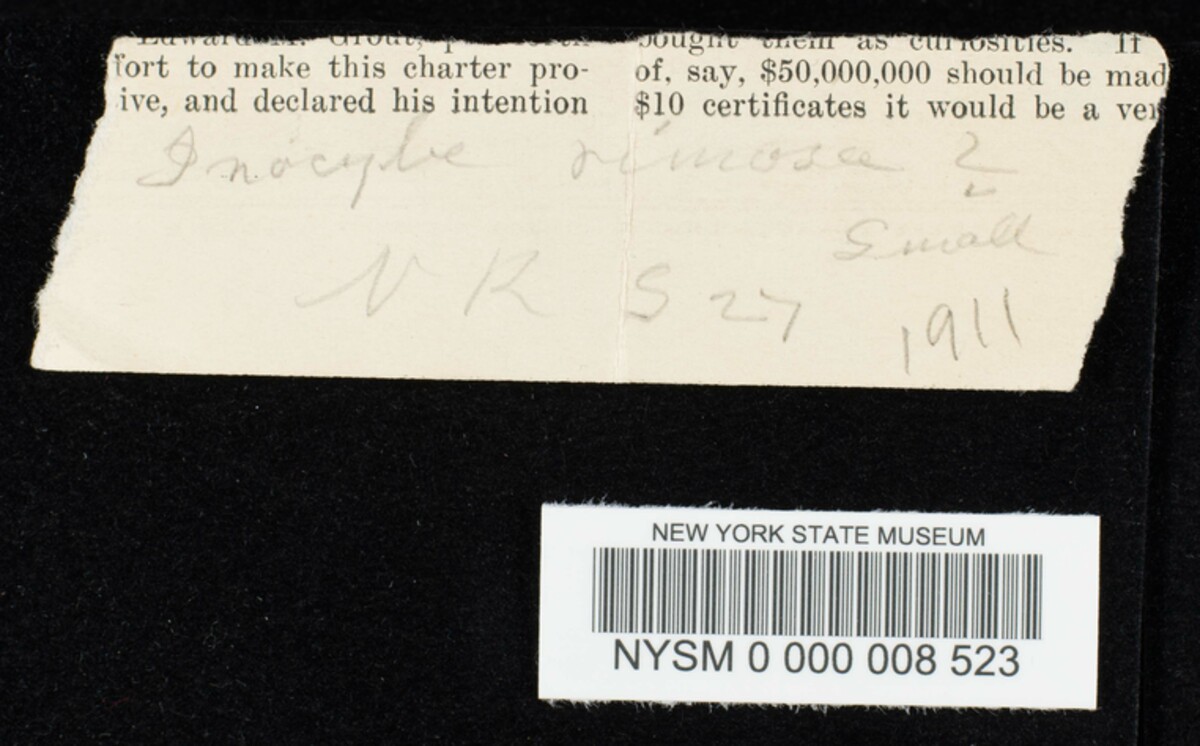 Edward M. Grout,
fort to make this charter pro-
ive, and declared his intention
bought them as curiosities. If
of, say, $50,000,000 should be mad
$10 certificates it would be a ver
Inocybe rimosa ?
Small
N K S 27
1911
NEW YORK STATE MUSEUM
NYSM 0 000 008 523